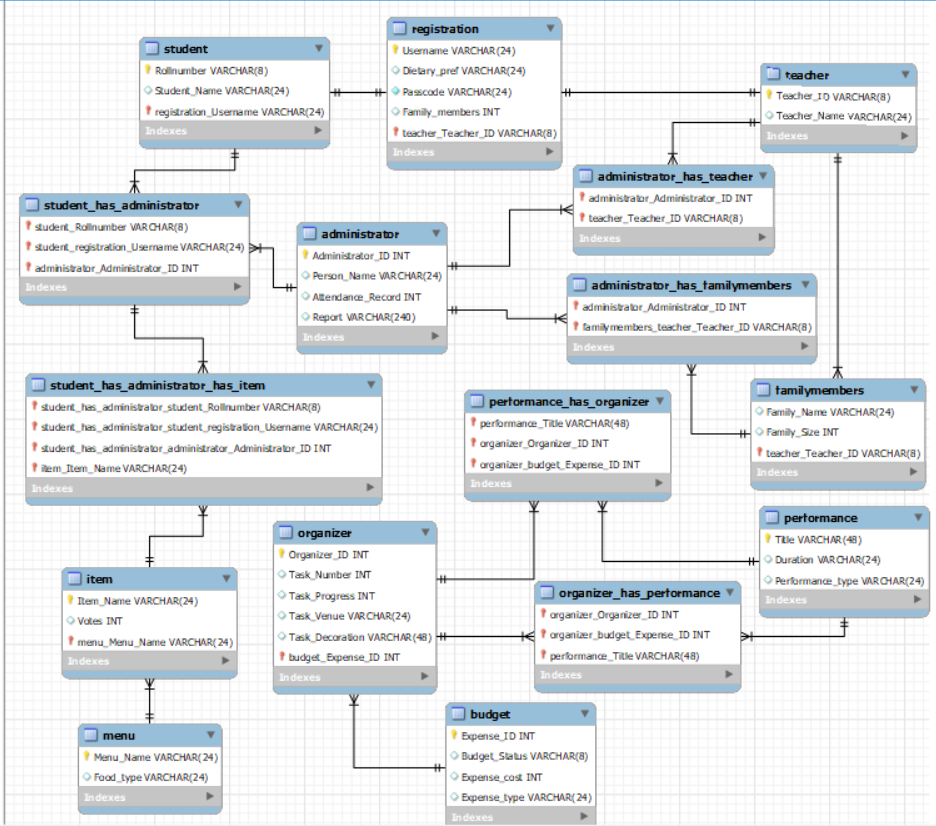 student
Rollnumber VARCHAR(8)
Student_Name VARCHAR(24)
registration_Username VARCHAR(24)
Indexes
registration
Username VARCHAR(24)
Dietary_pref VARCHAR(24)
Passcode VARCHAR(24)
Family_members INT
teacher_Teacher_ID VARCHAR(8)
Indexes
teacher
Teacher_ID VARCHAR(8)
Teacher_Name VARCHAR(24)
Indexes
student_has_administrator
student_Rollnumber VARCHAR(8)
student_registration_Username VARCHAR(24)
administrator_Administrator_ID INT
Indexes
administrator
Administrator_ID INT
Person_Name VARCHAR(24)
Attendance_Record INT
Report VARCHAR(240)
Indexes
administrator_has_teacher
administrator_Administrator_ID INT
teacher_Teacher_ID VARCHAR(8)
Indexes
administrator_has_familymembers
administrator_Administrator_ID INT
familymembers_teacher_Teacher_ID VARCHAR(8)
Indexes
student_has_administrator_has_item
student_has_administrator_student_Rollnumber VARCHAR(8)
student_has_administrator_student_registration_Username VARCHAR(24)
student_has_administrator_administrator_Administrator_ID INT
item_Item_Name VARCHAR(24)
Indexes
performance_has_organizer
performance_Title VARCHAR(48)
organizer_Organizer_ID INT
organizer_budget_Expense_ID INT
Indexes
familymembers
Family_Name VARCHAR(24)
Family_Size INT
teacher_Teacher_ID VARCHAR(8)
Indexes
organizer
Organizer_ID INT
Task_Number INT
Task_Progress INT
Task_Venue VARCHAR(24)
Task_Decoration VARCHAR(48)
budget_Expense_ID INT
Indexes
performance
Title VARCHAR(48)
Duration VARCHAR(24)
Performance_type VARCHAR(24)
Indexes
item
Item_Name VARCHAR(24)
Votes INT
menu_Menu_Name VARCHAR(24)
Indexes
organizer_has_performance
organizer_Organizer_ID INT
organizer_budget_Expense_ID INT
performance_Title VARCHAR(48)
Indexes
menu
Menu_Name VARCHAR(24)
Food_type VARCHAR(24)
Indexes
budget
Expense_ID INT
Budget_Status VARCHAR(8)
Expense_cost INT
Expense_type VARCHAR(24)
Indexes